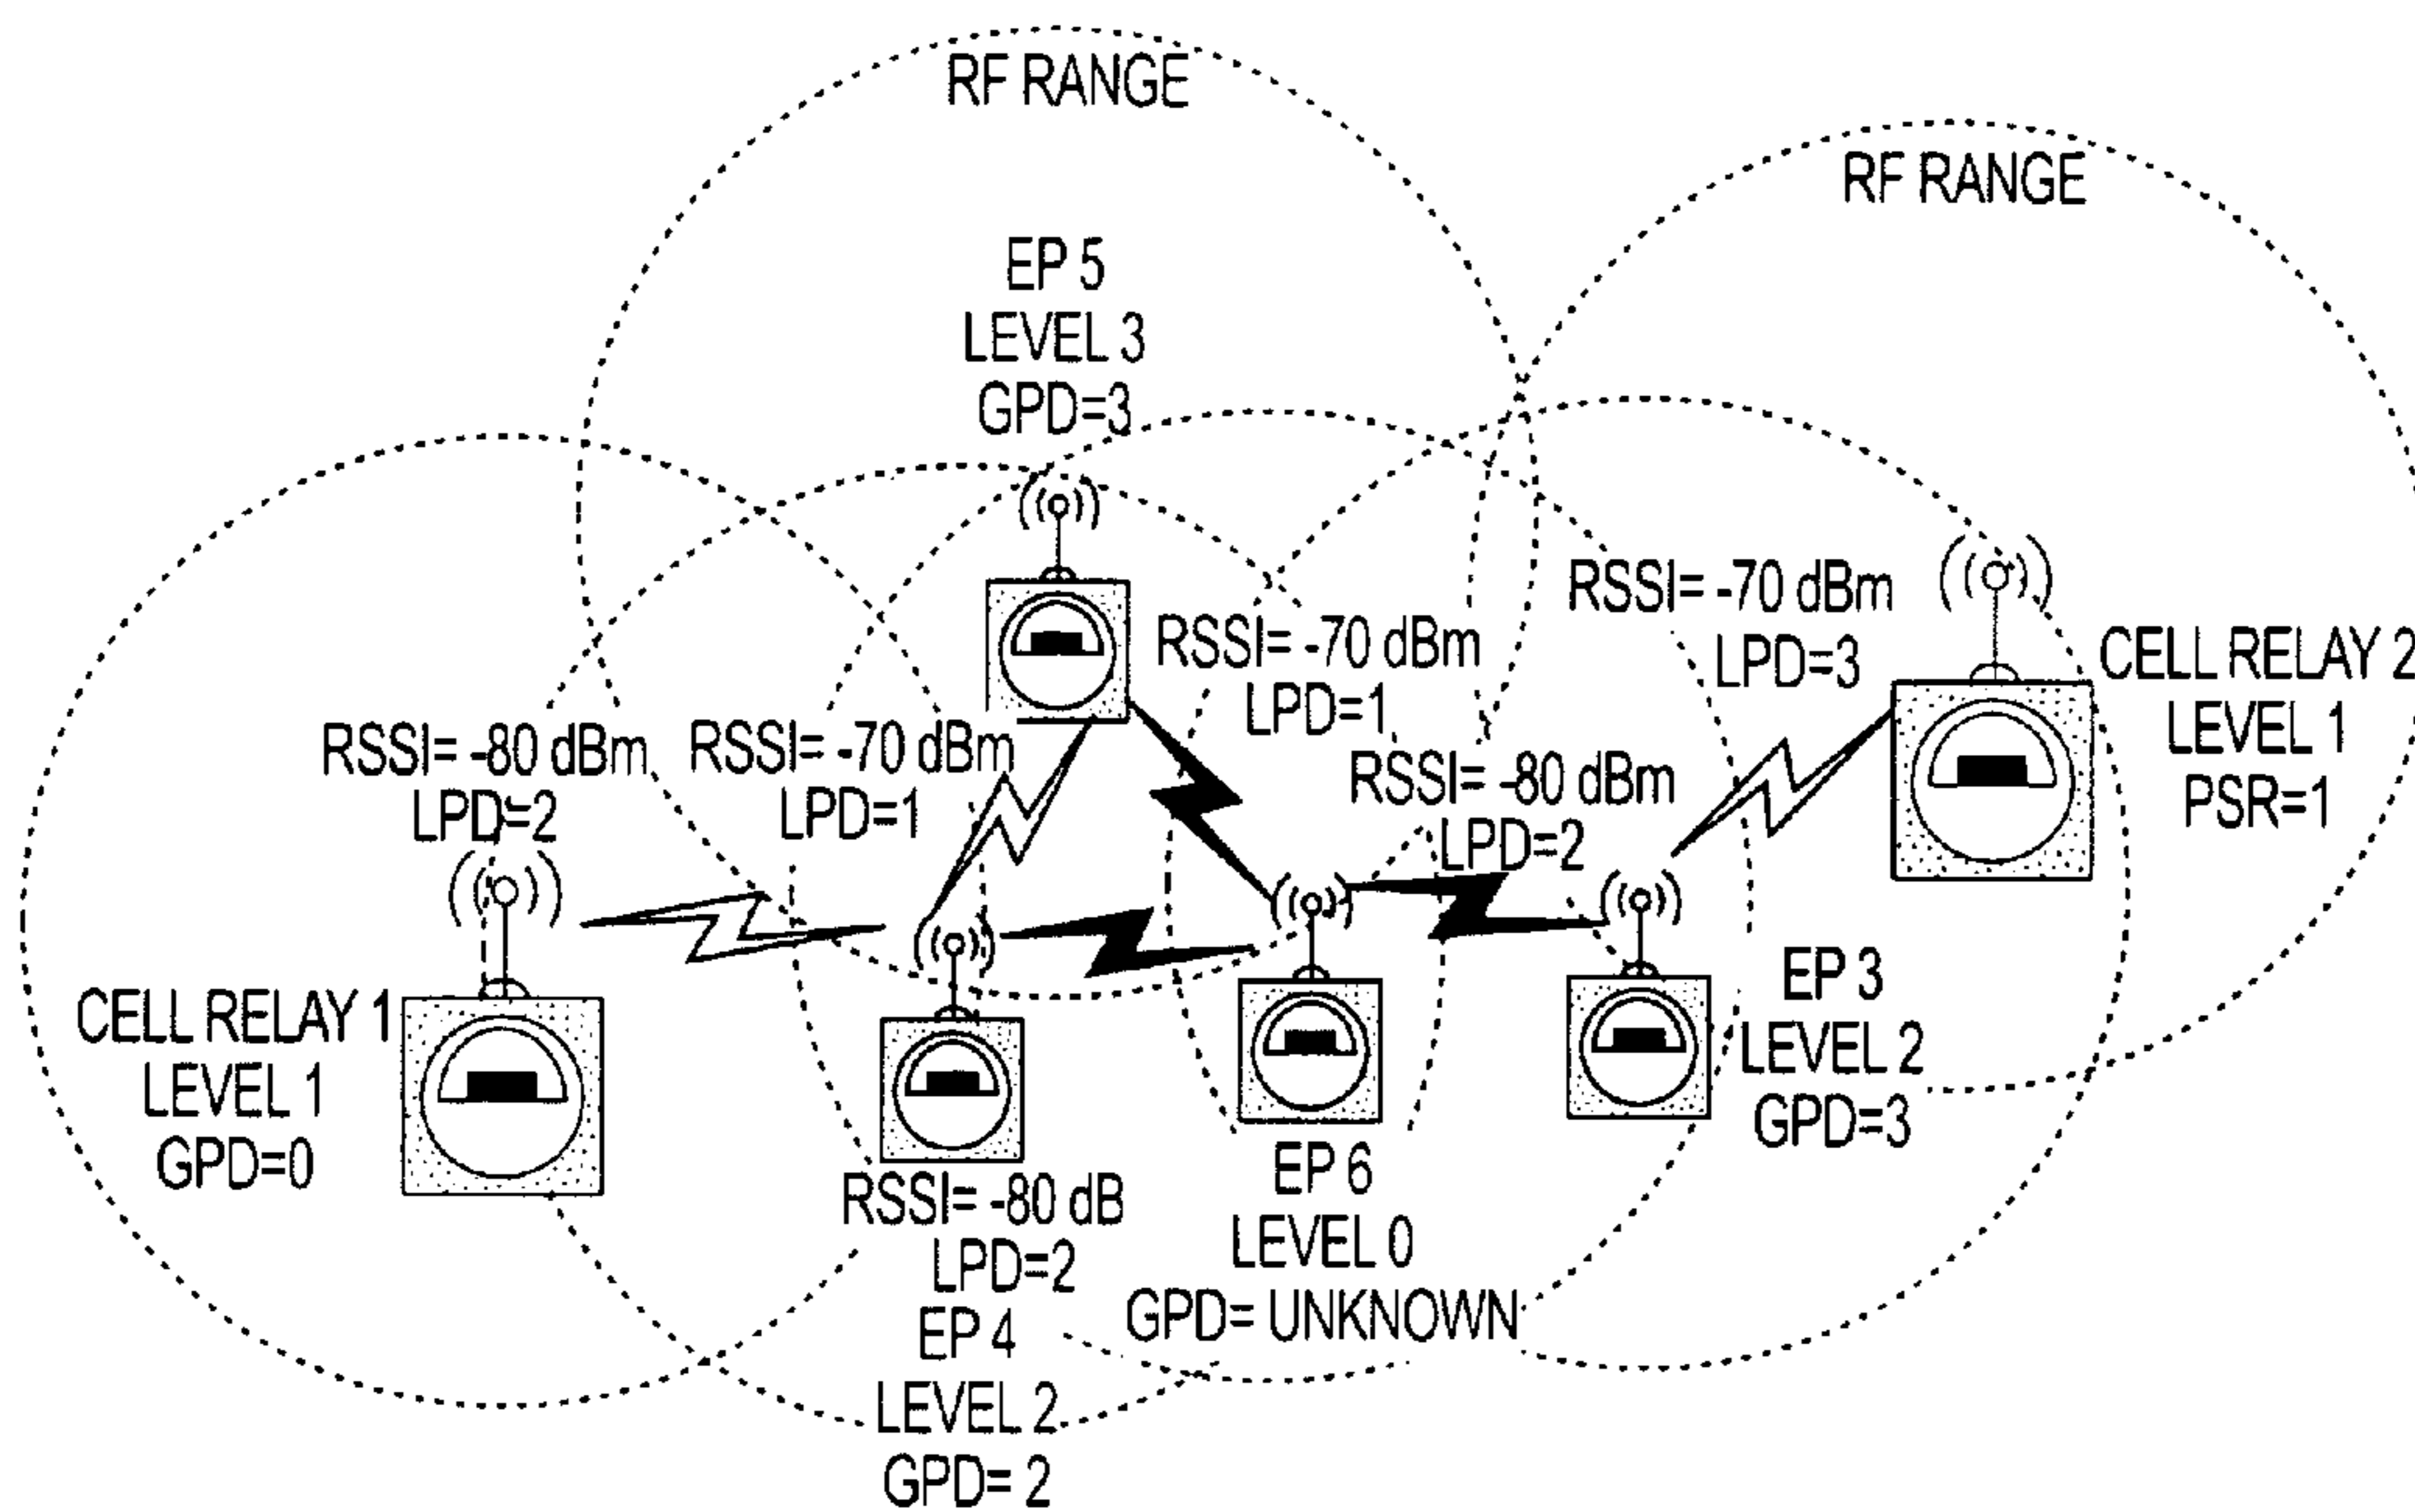 RF RANGE
RF RANGE
EP 5
LEVEL 3
GPD=3
RSSI= -70 dBm
LPD=3
RSSI= -70 dBm
LPD=1
CELL RELAY 2
LEVEL 1
PSR=1
RSSI= -80 dBm
LPD=2
RSSI= -70 dBm
LPD=1
RSSI= -80 dBm
LPD=2
CELL RELAY 1
LEVEL 1
GPD=0
EP 3
LEVEL 2
GPD=3
RSSI= -80 dB
LPD=2
EP 4
LEVEL 2
GPD= 2
EP 6
LEVEL 0
GPD= UNKNOWN